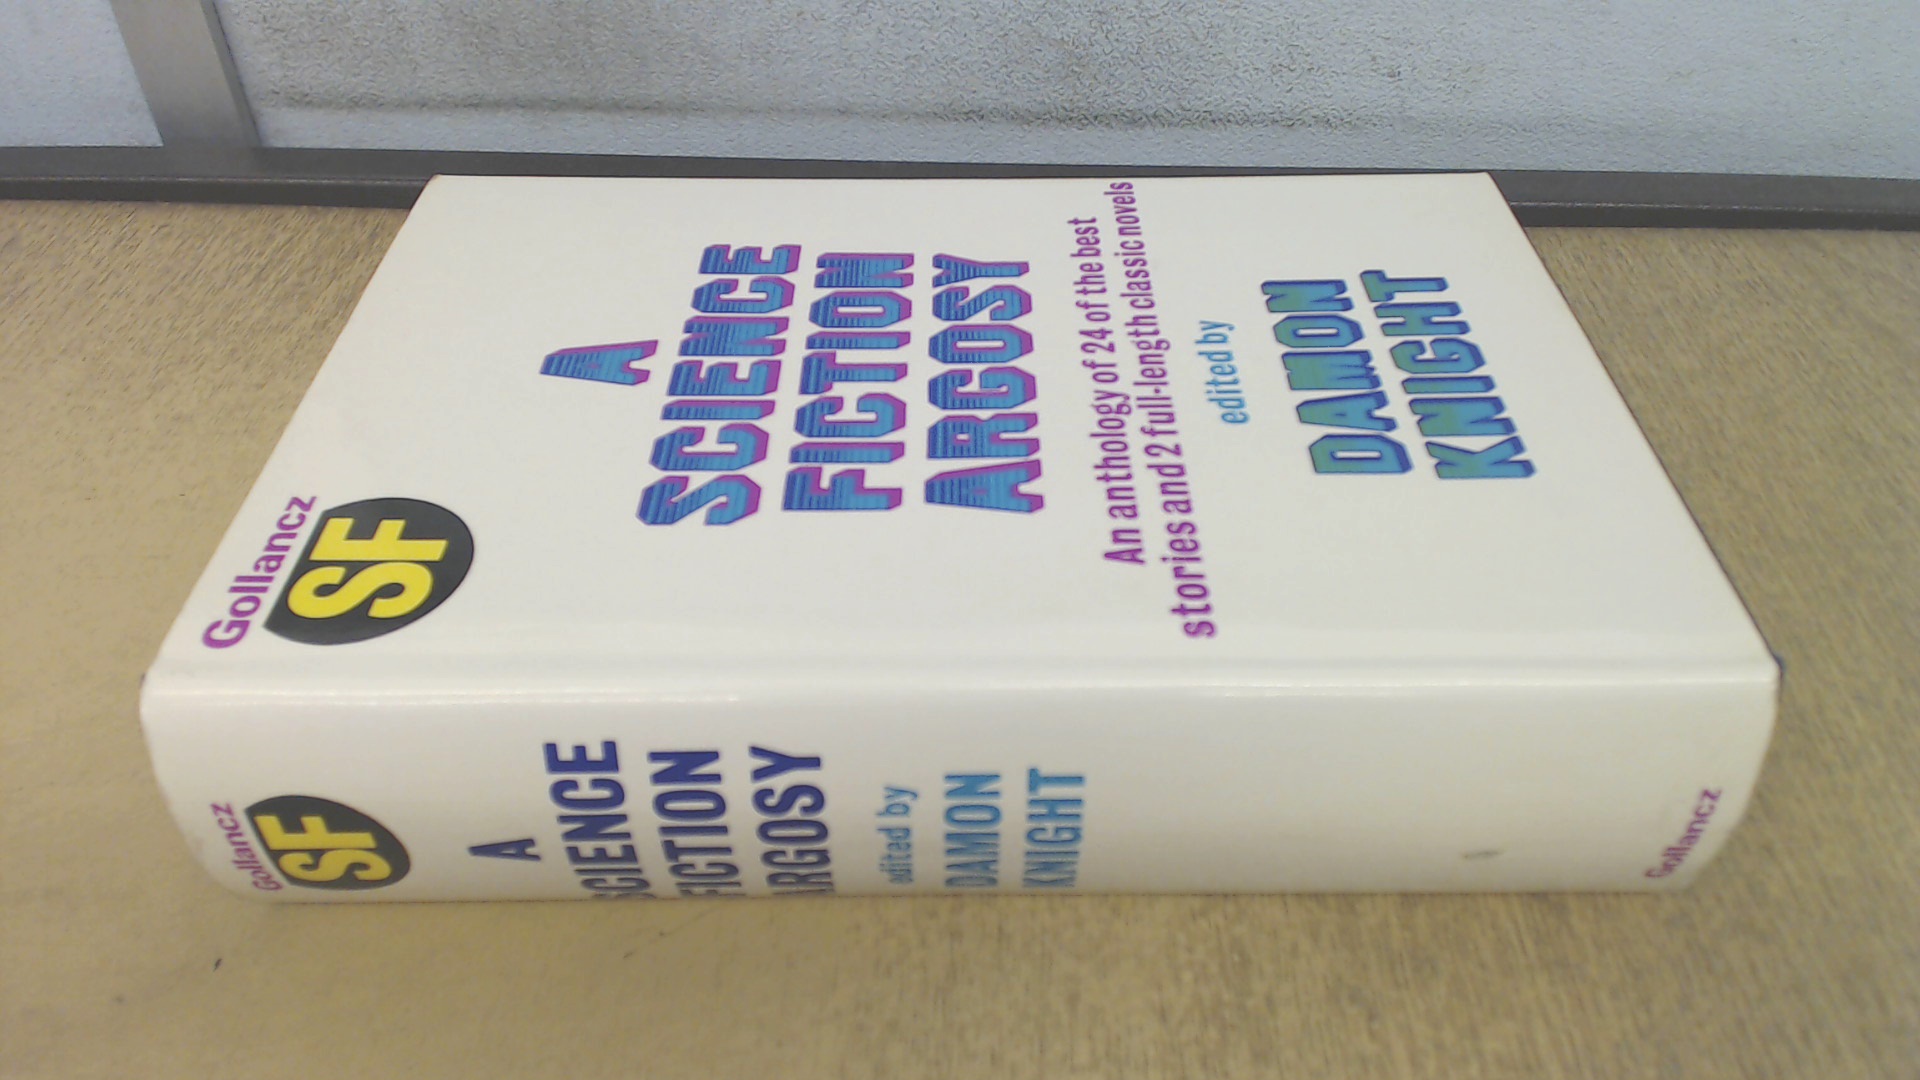 Gollancz
SF
A
SCIENCE
FICTION
ARGOSY
An anthology of 24 of the best
stories and 2 full-length classic novels
edited by
DAMON
KNIGHT
Gollancz
SF
A
SCIENCE
FICTION
ARGOSY
edited by
DAMON
KNIGHT
Gollancz